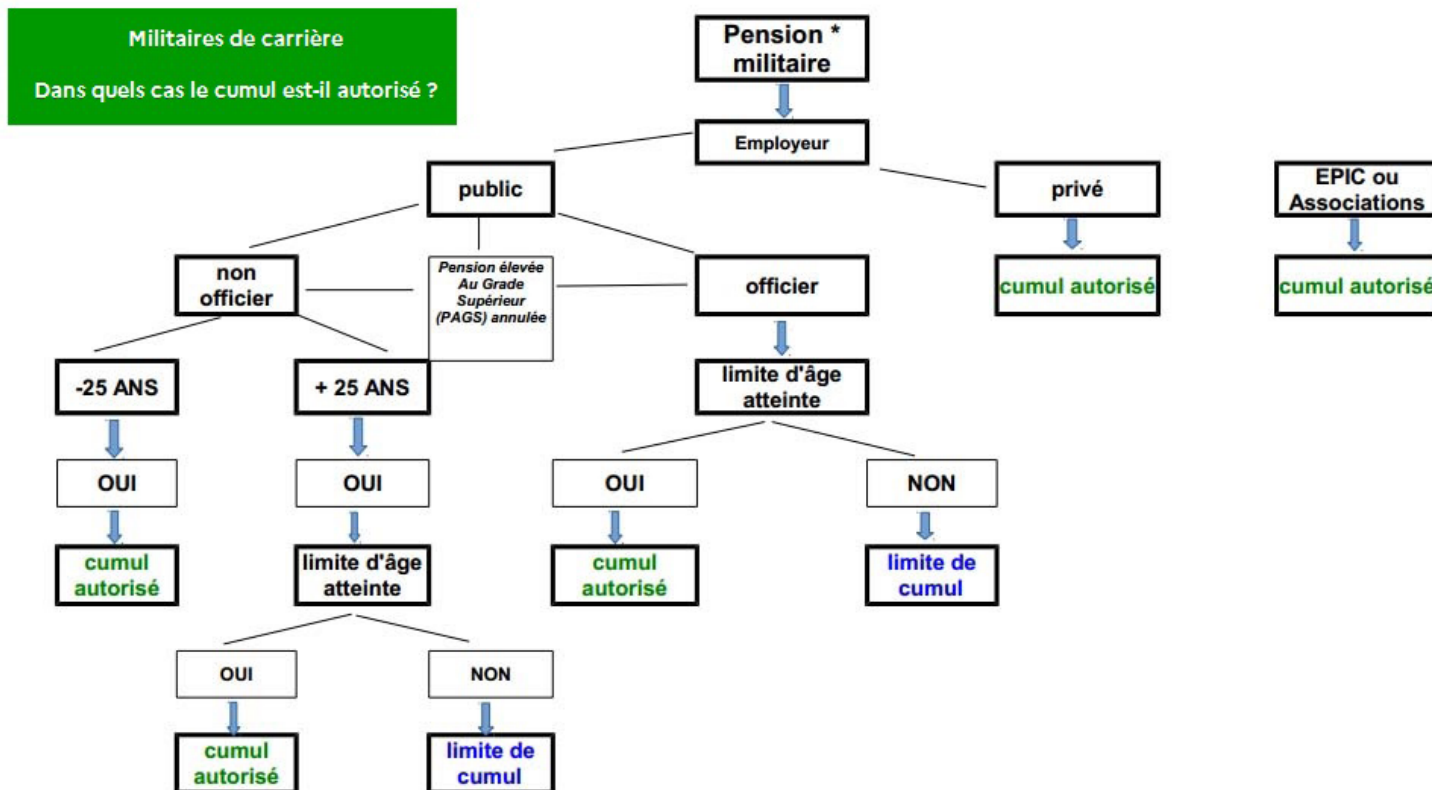 Militaires de carrière
Dans quels cas le cumul est-il autorisé ?
Pension *
militaire
Employeur
public
privé
EPIC ou
Associations
non
officier
Pension élevée
Au Grade
Supérieur
(PAGS) annulée
officier
cumul autorisé
cumul autorisé
-25 ANS
+ 25 ANS
limite d'âge
atteinte
OUI
OUI
OUI
NON
cumul
autorisé
limite d'âge
atteinte
cumul
autorisé
limite de
cumul
OUI
NON
cumul
autorisé
limite de
cumul